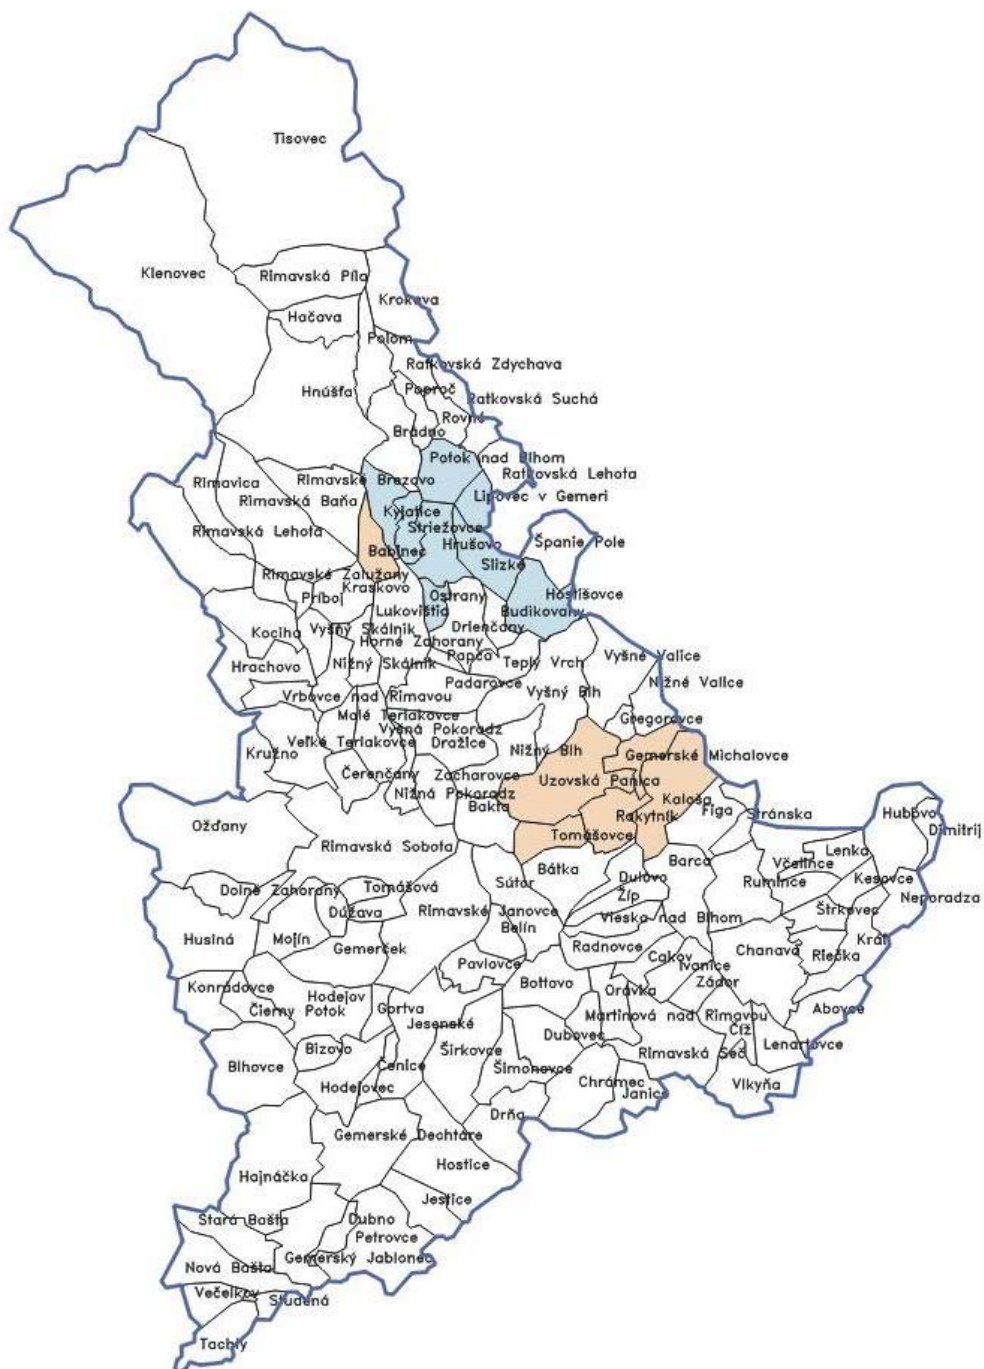 Tisovec
Klenovec
Rimavská Píla
Krokava
Hačava
Polom
Ratkovská Zdychava
Hnúšťa
Poproč
Ratkovská Suchá
Rovné
Brádno
Potok nad Blhom
Ratkovská Lehota
Rimavské Brezovo
Rimavica
Lipovec v Gemeri
Rimavská Baňa
Kyjatice
Striežovce
Rimavská Lehota
Hrušovo
Španie Pole
Babinec
Slizké
Rimavské Zalužany
Kraskovo
Príboj
Ostrany
Hostišovce
Lukovištia
Budikovany
Kociha
Vyšný Skálnik
Drienčany
Horné Zahorany
Papča
Vyšné Valice
Hrachovo
Nižný Skálnik
Teplý Vrch
Padarovce
Nižné Valice
Vrbovce nad Rimavou
Vyšný Blh
Malé Teriakovce
Gregorovce
Vyšná Pokoradz
Veľké Teriakovce
Dražice
Nižný Blh
Kružno
Gemerské Michalovce
Čerenčany
Zacharovce
Uzovská Panica
Nižná Pokoradz
Bakta
Kaloša
Figa
Stránska
Hubovo
Rakytník
Ožďany
Tomášovce
Dimitrij
Rimavská Sobota
Lenka
Barca
Včelince
Bátka
Dulovo
Kesovce
Sútor
Rumince
Dolné Zahorany
Tomášová
Žíp
Neporadza
Dúžava
Rimavské Janovce
Vieska nad Blhom
Štrkovec
Belín
Husiná
Mojín
Gemerček
Radnovce
Cakov
Chanava
Kráľ
Riečka
Pavlovce
Ivanice
Konrádovce
Bottovo
Zádor
Hodejov
Orávka
Čierny Potok
Gortva
Martinová nad Rimavou
Abovce
Jesenské
Dubovec
Číž
Lenartovce
Bizovo
Širkovce
Rimavská Seč
Blhovce
Čenice
Šimonovce
Hodejovec
Chrámec
Vlkyňa
Janice
Drňa
Gemerské Dechtáre
Hostice
Hajnáčka
Jestice
Stará Bašta
Dubno
Petrovce
Gemerský Jablonec
Nová Bašta
Večelkov
Studená
Tachty